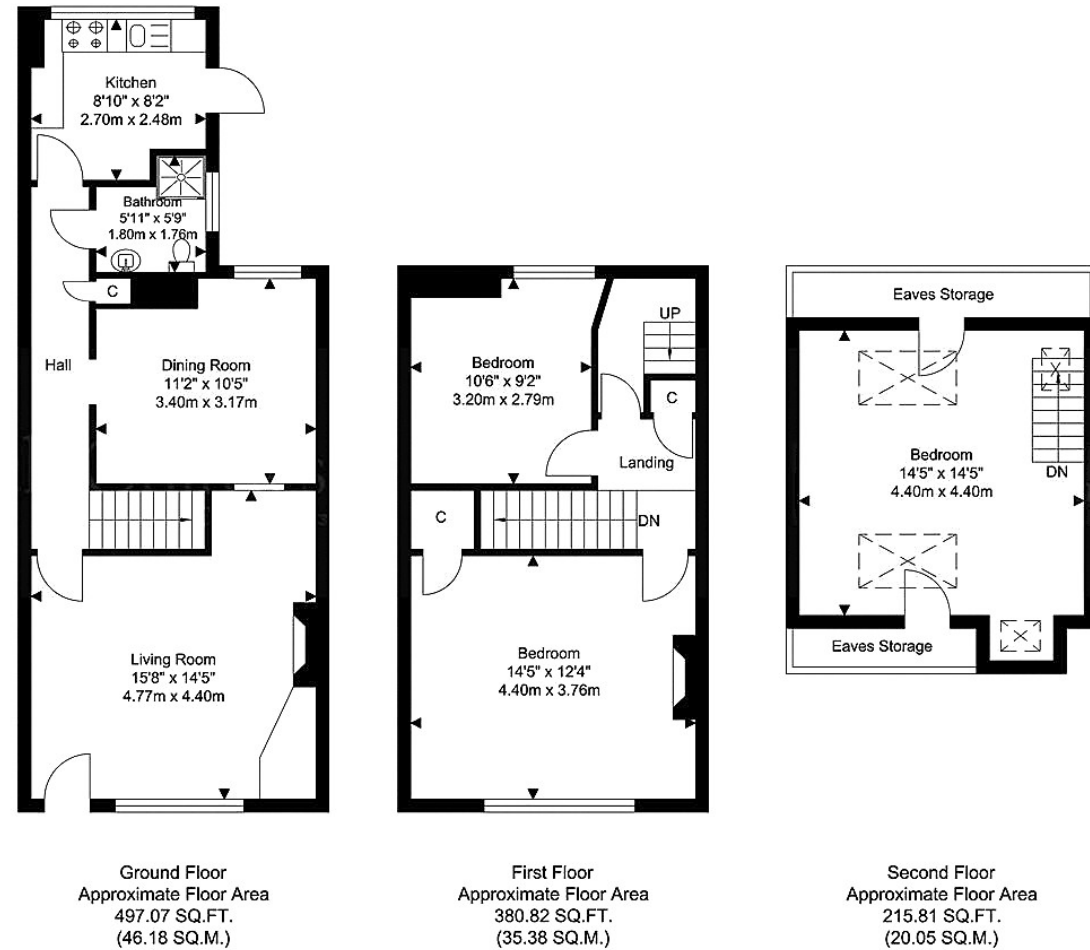 Kitchen
8'10" x 8'2"
2.70m x 2.48m
Bathroom
5'11" x 5'9"
1.80m x 1.76m
C
Hall
Dining Room
11'2" x 10'5"
3.40m x 3.17m
Living Room
15'8" x 14'5"
4.77m x 4.40m
Ground Floor
Approximate Floor Area
497.07 SQ.FT.
(46.18 SQ.M.)
UP
Bedroom
10'6" x 9'2"
3.20m x 2.79m
C
Landing
C
DN
Bedroom
14'5" x 12'4"
4.40m x 3.76m
First Floor
Approximate Floor Area
380.82 SQ.FT.
(35.38 SQ.M.)
Eaves Storage
Bedroom
14'5" x 14'5"
4.40m x 4.40m
DN
Eaves Storage
Second Floor
Approximate Floor Area
215.81 SQ.FT.
(20.05 SQ.M.)